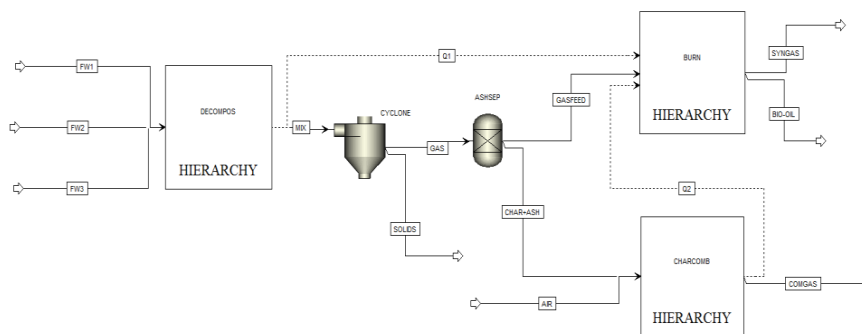 FW1
FW2
FW3
DECOMPOS
HIERARCHY
Q1
MIX
CYCLONE
GAS
SOLIDS
ASHSEP
GASFEED
CHAR+ASH
AIR
BURN
HIERARCHY
SYNGAS
BIO-OIL
Q2
CHARCOMB
HIERARCHY
COMGAS